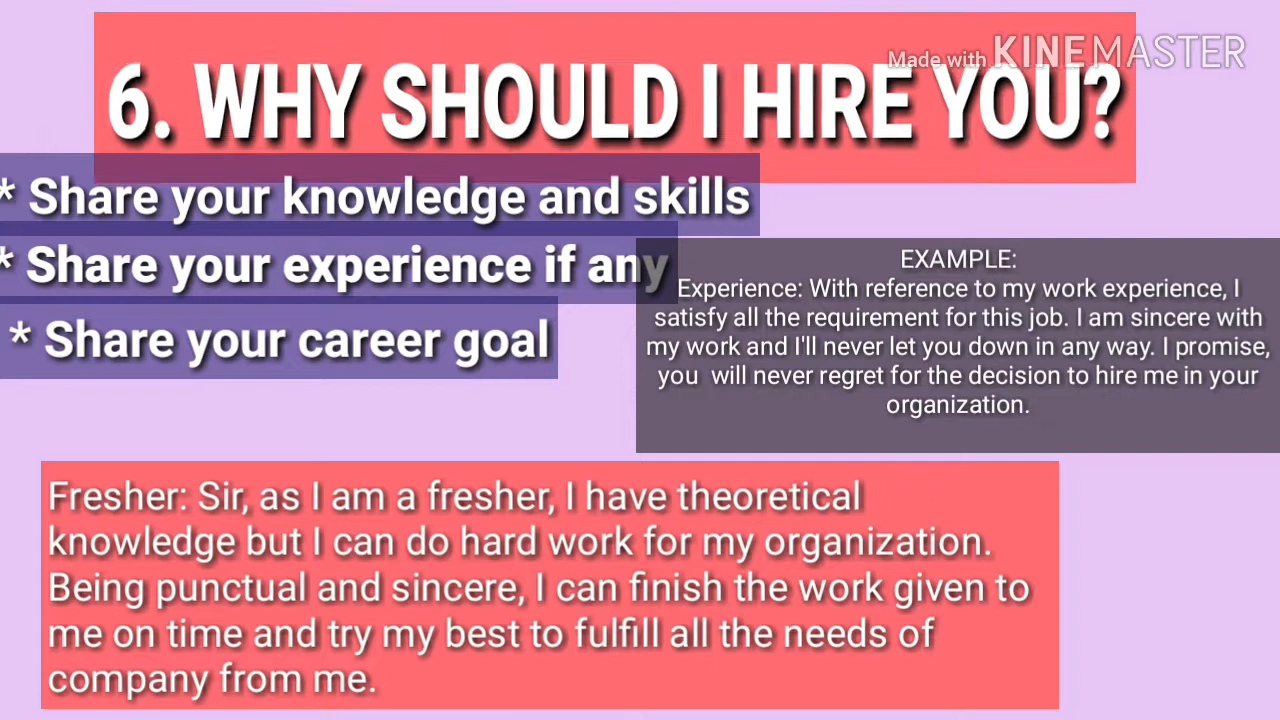 Made with KINEMASTER
6. WHY SHOULD I HIRE YOU?
* Share your knowledge and skills
* Share your experience if any
* Share your career goal
EXAMPLE:
Experience: With reference to my work experience, I
satisfy all the requirement for this job. I am sincere with
my work and I'll never let you down in any way. I promise,
you  will never regret for the decision to hire me in your
organization.
Fresher: Sir, as I am a fresher, I have theoretical
knowledge but I can do hard work for my organization.
Being punctual and sincere, I can finish the work given to
me on time and try my best to fulfill all the needs of
company from me.